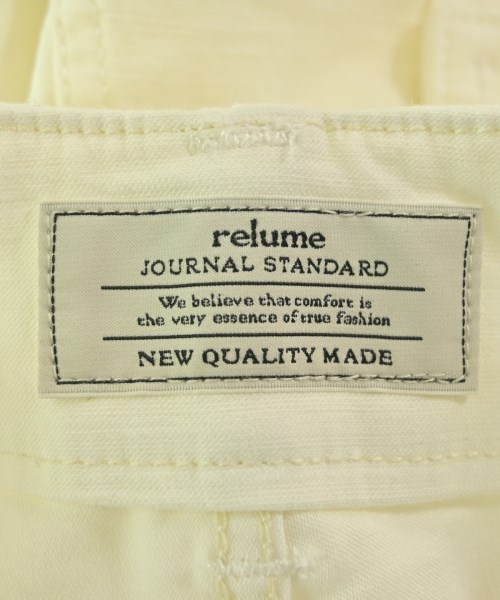 relume
JOURNAL STANDARD
We believe that comfort is
the very essence of true fashion
NEW QUALITY MADE